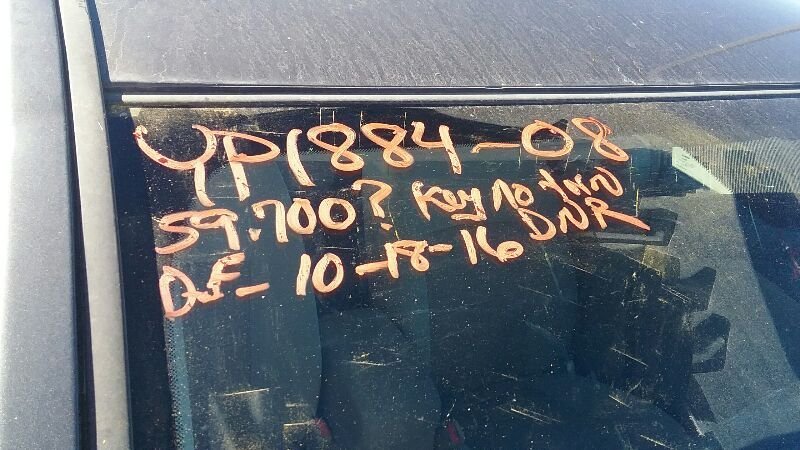 YP1884-08
59.700? Key no turn
D.F- 10-18-16 DNR